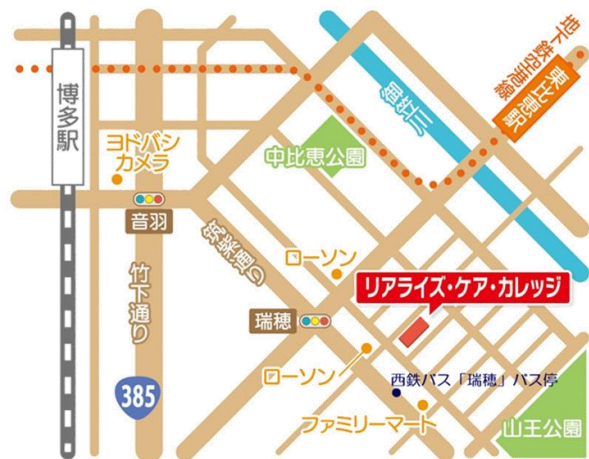 地下鉄空港線
東比恵駅
博多駅
御笠川
ヨドバシ
カメラ
中比恵公園
音羽
筑紫通り
ローソン
竹下通り
リアライズ・ケア・カレッジ
瑞穂
ローソン
西鉄バス「瑞穂」バス停
385
ファミリーマート
山王公園